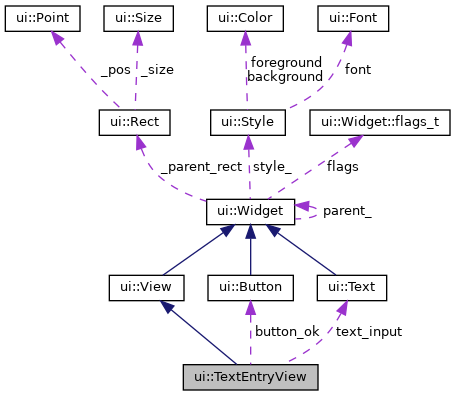 ui::Point ui::Size ui::Color ui::Font
_pos _size foreground
background font
ui::Rect ui::Style ui::Widget::flags_t
_parent_rect style_ flags
ui::Widget parent_
ui::View ui::Button ui::Text
button_ok text_input
ui::TextEntryView